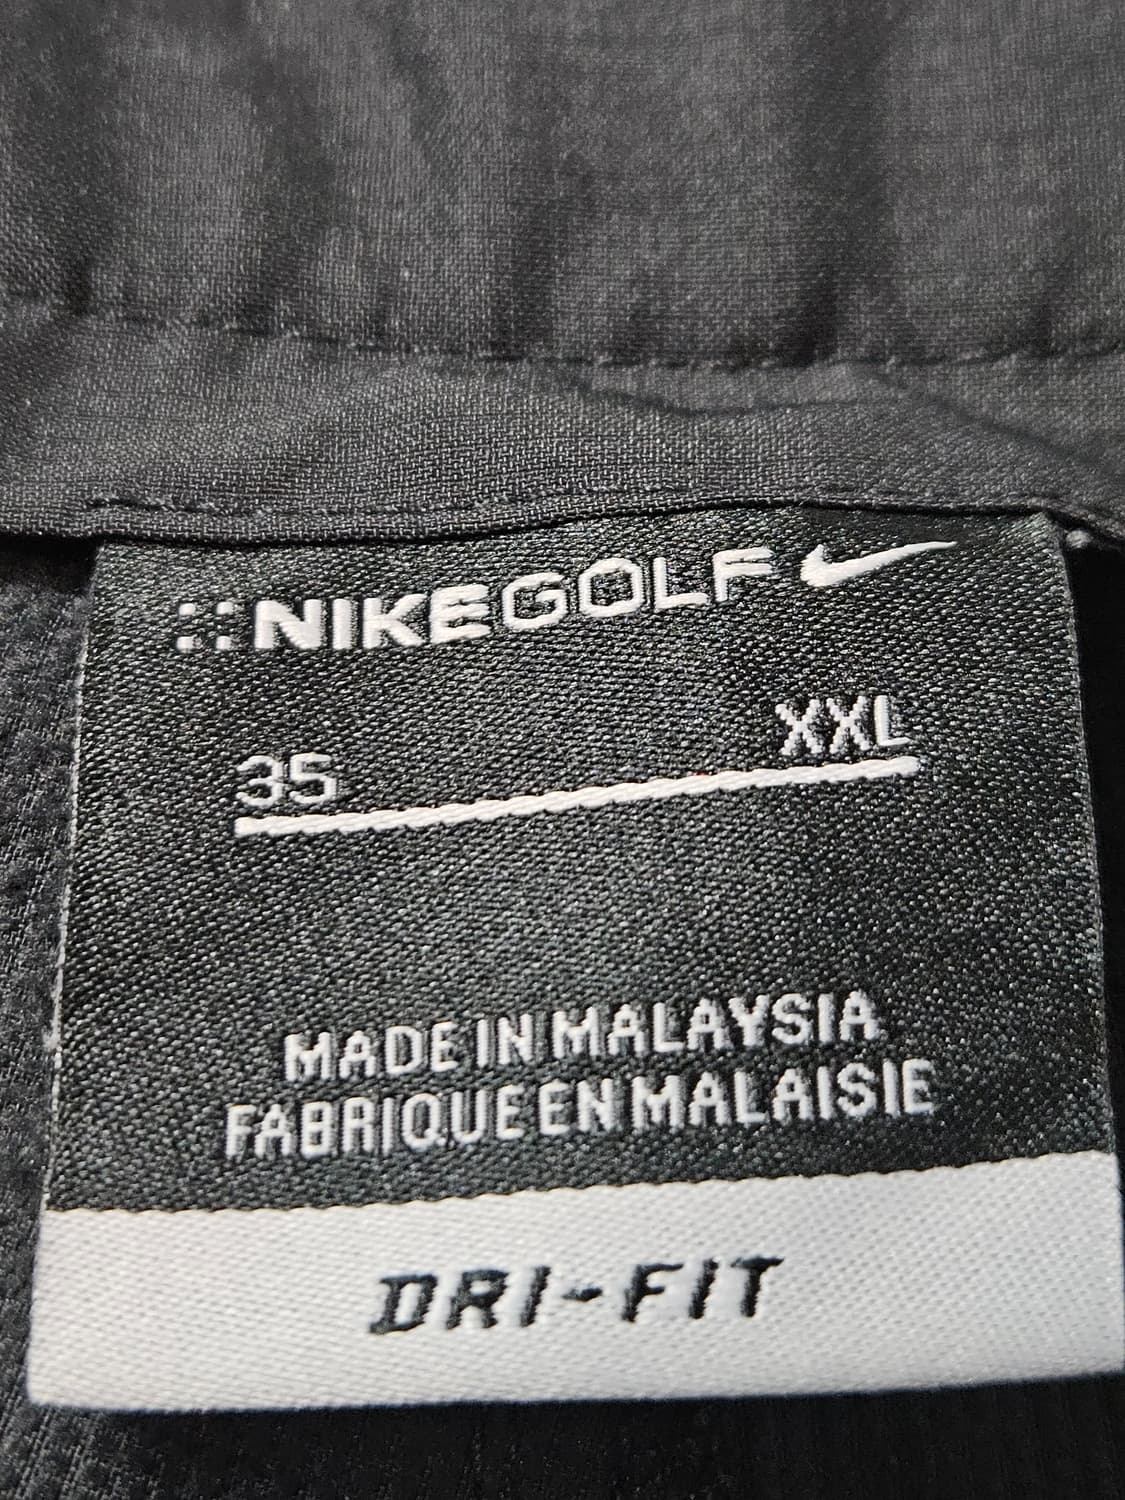 NIKEGOLF
35 XXL
MADE IN MALAYSIA
FABRIQUE EN MALAISIE
DRI-FIT